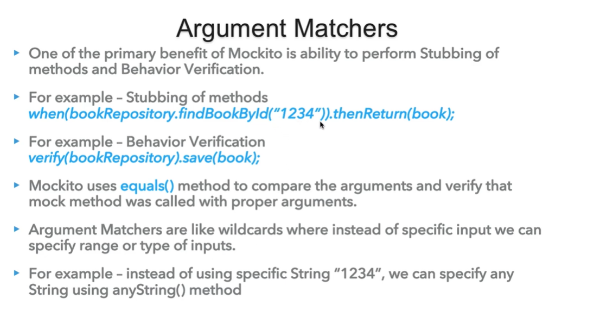 Argument Matchers
One of the primary benefit of Mockito is ability to perform Stubbing of
methods and Behavior Verification.
For example – Stubbing of methods
when(bookRepository.findBookById(“1234”)).thenReturn(book);
For example – Behavior Verification
verify(bookRepository).save(book);
Mockito uses equals() method to compare the arguments and verify that
mock method was called with proper arguments.
Argument Matchers are like wildcards where instead of specific input we can
specify range or type of inputs.
For example – instead of using specific String “1234”, we can specify any
String using anyString() method